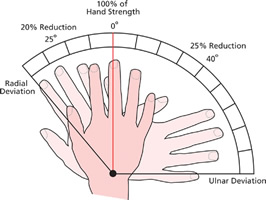 100% of
Hand Strength
0°
20% Reduction
25°
25% Reduction
40°
Radial
Deviation
Ulnar Deviation